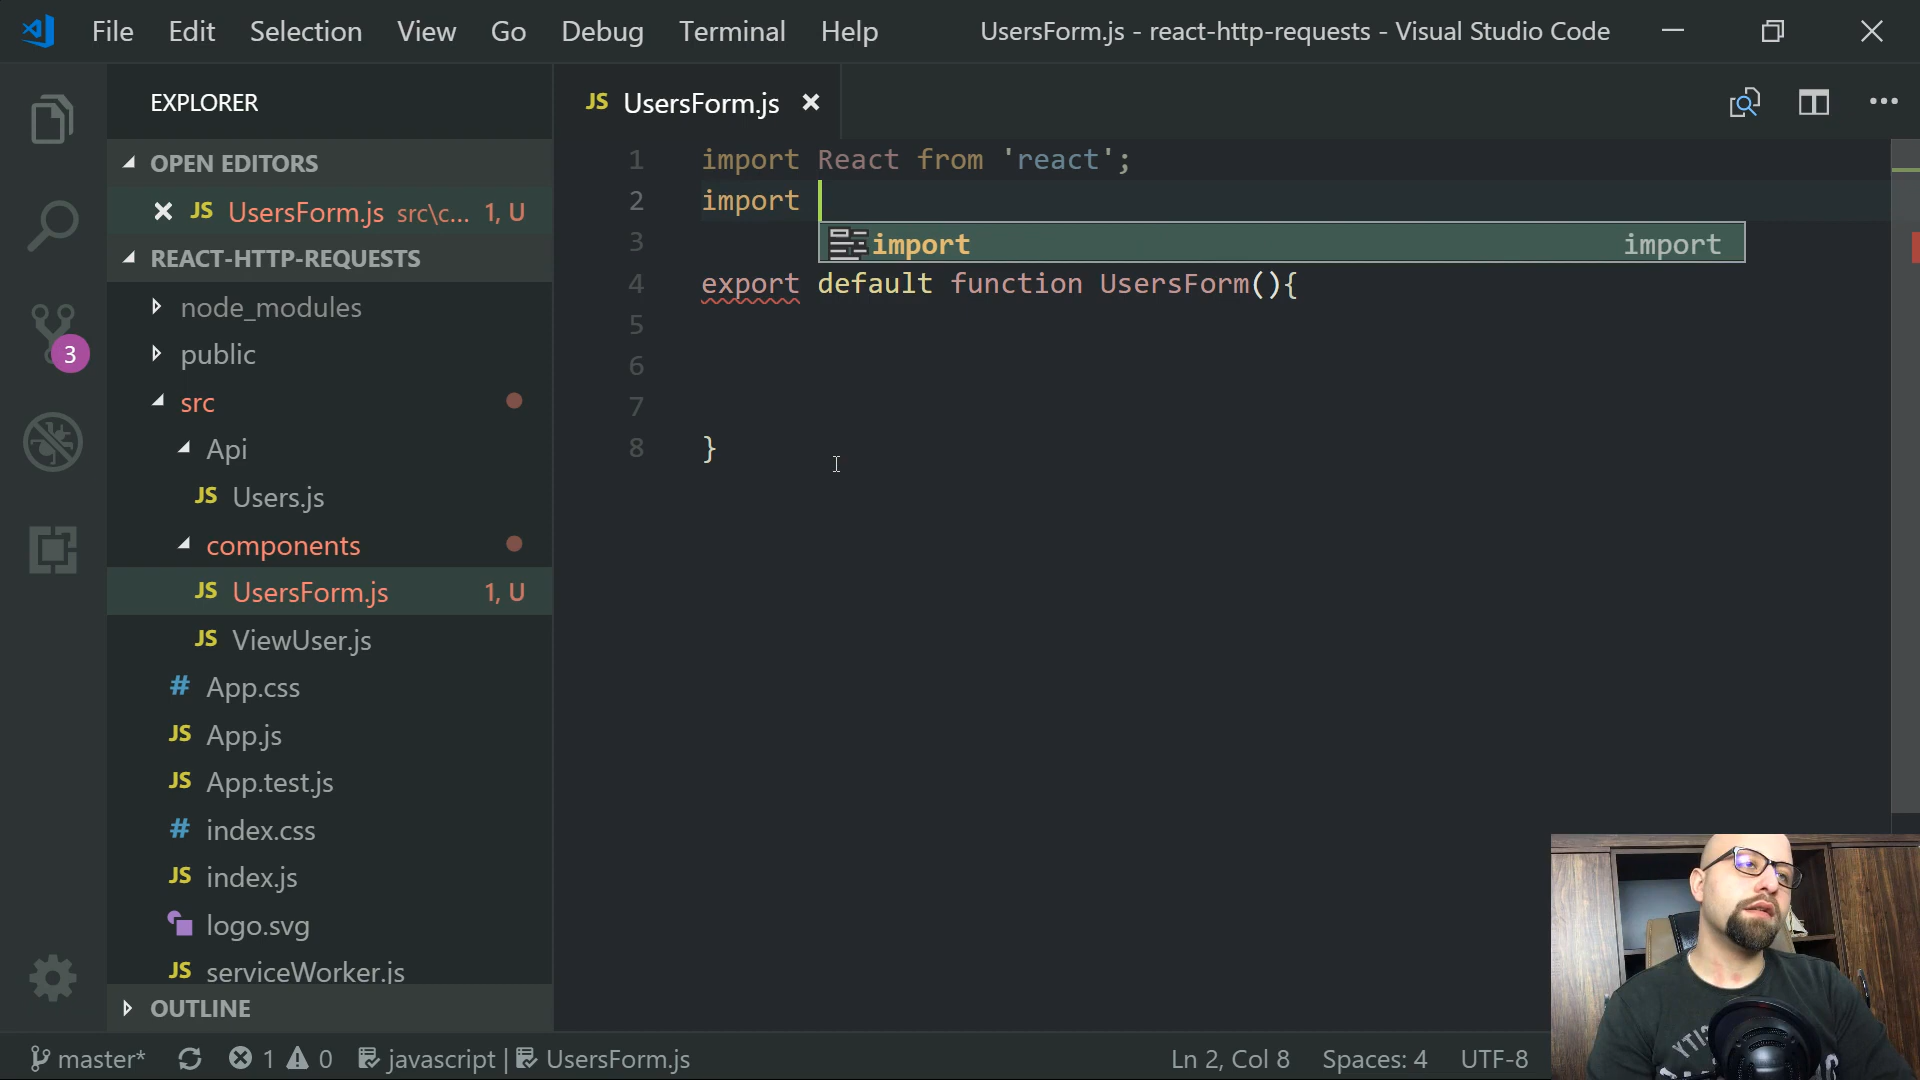 File Edit Selection View Go Debug Terminal Help UsersForm.js - react-http-requests - Visual Studio Code
EXPLORER
JS UsersForm.js
OPEN EDITORS
JS UsersForm.js src\c... 1, U
REACT-HTTP-REQUESTS
node_modules
public
3
src
Api
JS Users.js
components
JS UsersForm.js 1, U
JS ViewUser.js
# App.css
JS App.js
JS App.test.js
# index.css
JS index.js
logo.svg
JS serviceWorker.js
OUTLINE
1 import React from 'react';
2 import
import import
3
4 export default function UsersForm(){
5
6
7
8 }
master* 1 0 javascript | UsersForm.js Ln 2, Col 8 Spaces: 4 UTF-8